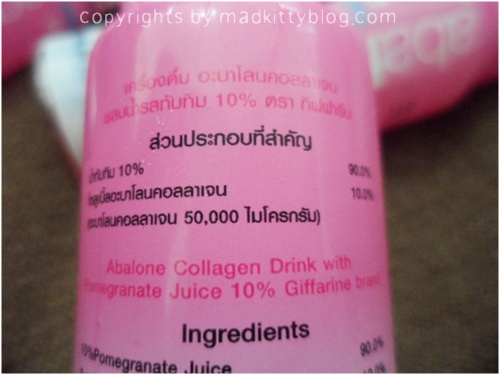 Copyrights by madkittyblog.com
abal
เครื่องดื่ม อะบาโลนคอลลาเจน
ผสมน้ำรสทับทิม 10% ตรา กิฟฟารีน
ส่วนประกอบที่สำคัญ
น้ำทับทิม 10% 90.0%
โซลูเบิ้ลอะบาโลนคอลลาเจน 10.0%
(อะบาโลนคอลลาเจน 50,000 ไมโครกรัม)
Abalone Collagen Drink with
Pomegranate Juice 10% Giffarine brand
Ingredients
10%Pomegranate Juice 90.0%